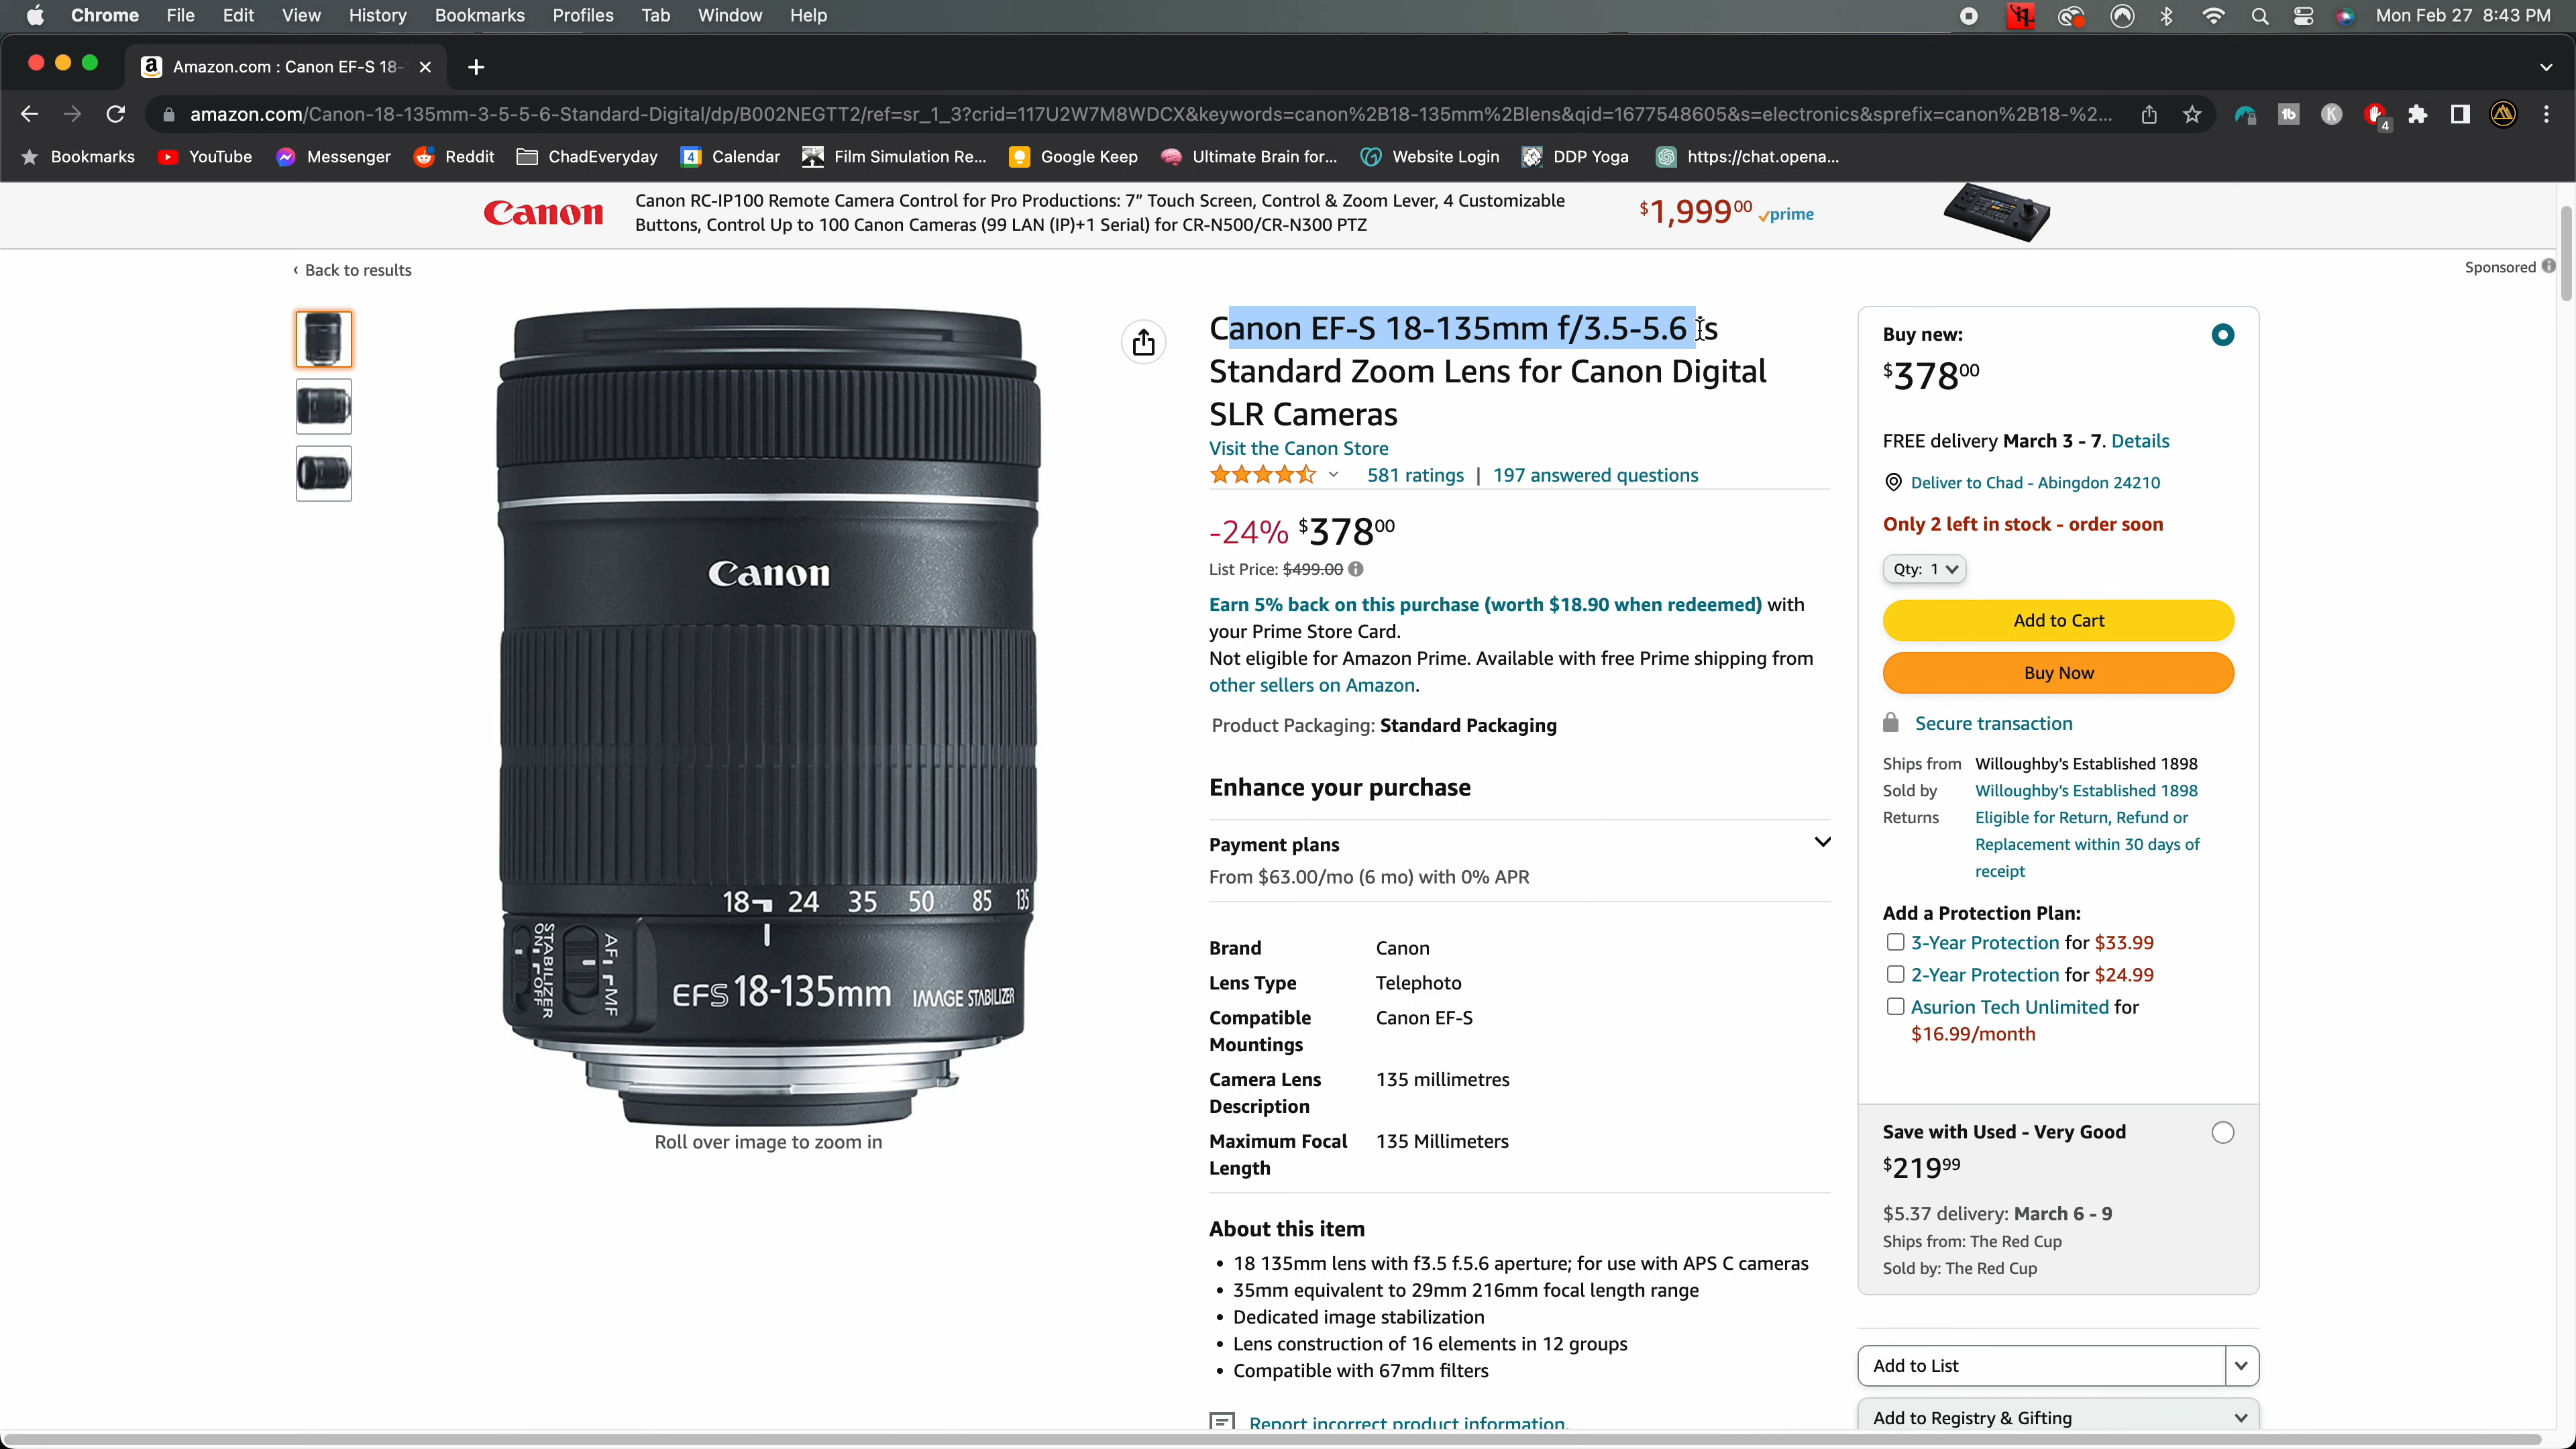 Chrome File Edit View History Bookmarks Profiles Tab Window Help
Mon Feb 27 8:43 PM
Amazon.com : Canon EF-S 18-
amazon.com/Canon-18-135mm-3-5-5-6-Standard-Digital/dp/B002NEGTT2/ref=sr_1_3?crid=117U2W7M8WDCX&keywords=canon%2B18-135mm%2Blens&qid=1677548605&s=electronics&sprefix=canon%2B18-%2...
4
Bookmarks YouTube Messenger Reddit ChadEveryday 4 Calendar Film Simulation Re... Google Keep Ultimate Brain for... Website Login DDP Yoga https://chat.opena...
Canon
Canon RC-IP100 Remote Camera Control for Pro Productions: 7" Touch Screen, Control & Zoom Lever, 4 Customizable
Buttons, Control Up to 100 Canon Cameras (99 LAN (IP)+1 Serial) for CR-N500/CR-N300 PTZ
$1,99900 prime
‹ Back to results
Sponsored
Canon EF-S 18-135mm f/3.5-5.6 is
Standard Zoom Lens for Canon Digital
SLR Cameras
Visit the Canon Store
581 ratings | 197 answered questions
-24% $37800
List Price: $499.00
Earn 5% back on this purchase (worth $18.90 when redeemed) with
your Prime Store Card.
Not eligible for Amazon Prime. Available with free Prime shipping from
other sellers on Amazon.
Product Packaging: Standard Packaging
Enhance your purchase
Payment plans
From $63.00/mo (6 mo) with 0% APR
Brand Canon
Lens Type Telephoto
Compatible Canon EF-S
Mountings
Camera Lens 135 millimetres
Description
Maximum Focal 135 Millimeters
Length
About this item
• 18 135mm lens with f3.5 f.5.6 aperture; for use with APS C cameras
• 35mm equivalent to 29mm 216mm focal length range
• Dedicated image stabilization
• Lens construction of 16 elements in 12 groups
• Compatible with 67mm filters
Report incorrect product information.
Canon
18 24 35 50 85 135
STABILIZER
ON OFF
AF MF
EFS 18-135mm IMAGE STABILIZER
Roll over image to zoom in
Buy new:
$37800
FREE delivery March 3 - 7. Details
Deliver to Chad - Abingdon 24210
Only 2 left in stock - order soon
Qty: 1
Add to Cart
Buy Now
Secure transaction
Ships from Willoughby's Established 1898
Sold by Willoughby's Established 1898
Returns Eligible for Return, Refund or
Replacement within 30 days of
receipt
Add a Protection Plan:
3-Year Protection for $33.99
2-Year Protection for $24.99
Asurion Tech Unlimited for
$16.99/month
Save with Used - Very Good
$21999
$5.37 delivery: March 6 - 9
Ships from: The Red Cup
Sold by: The Red Cup
Add to List
Add to Registry & Gifting